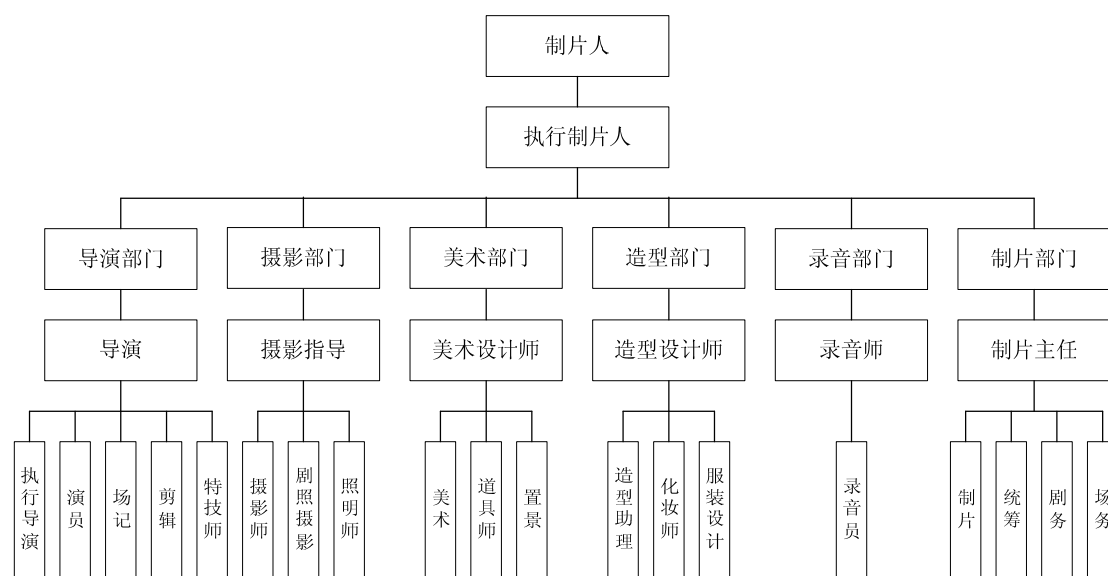 制片人
执行制片人
导演部门
摄影部门
美术部门
造型部门
录音部门
制片部门
导演
摄影指导
美术设计师
造型设计师
录音师
制片主任
执行导演
演员
场记
剪辑
特技师
摄影师
剧照摄影
照明师
美术
道具师
置景
造型助理
化妆师
服装设计
录音员
制片
统筹
剧务
场务